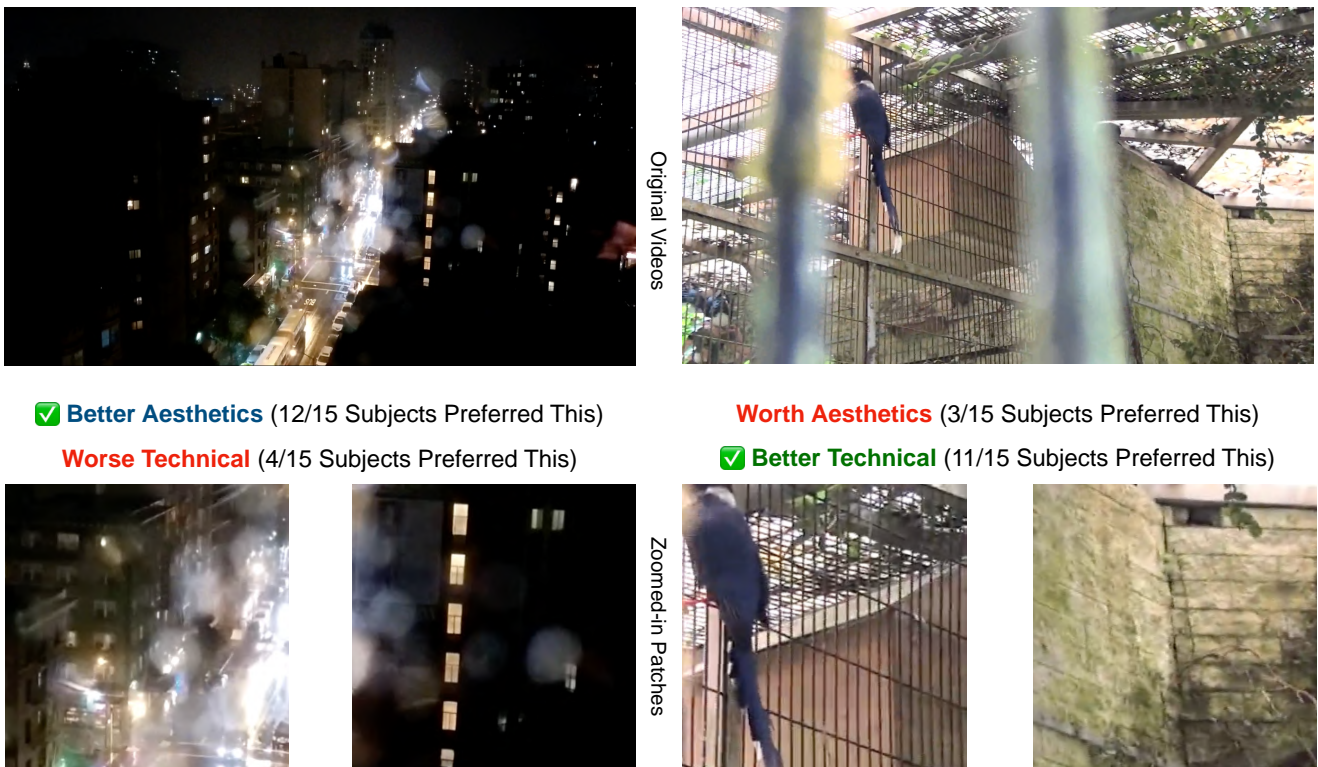 Original Videos
✅ Better Aesthetics (12/15 Subjects Preferred This)
Worth Aesthetics (3/15 Subjects Preferred This)
Worse Technical (4/15 Subjects Preferred This)
✅ Better Technical (11/15 Subjects Preferred This)
Zoomed-in Patches